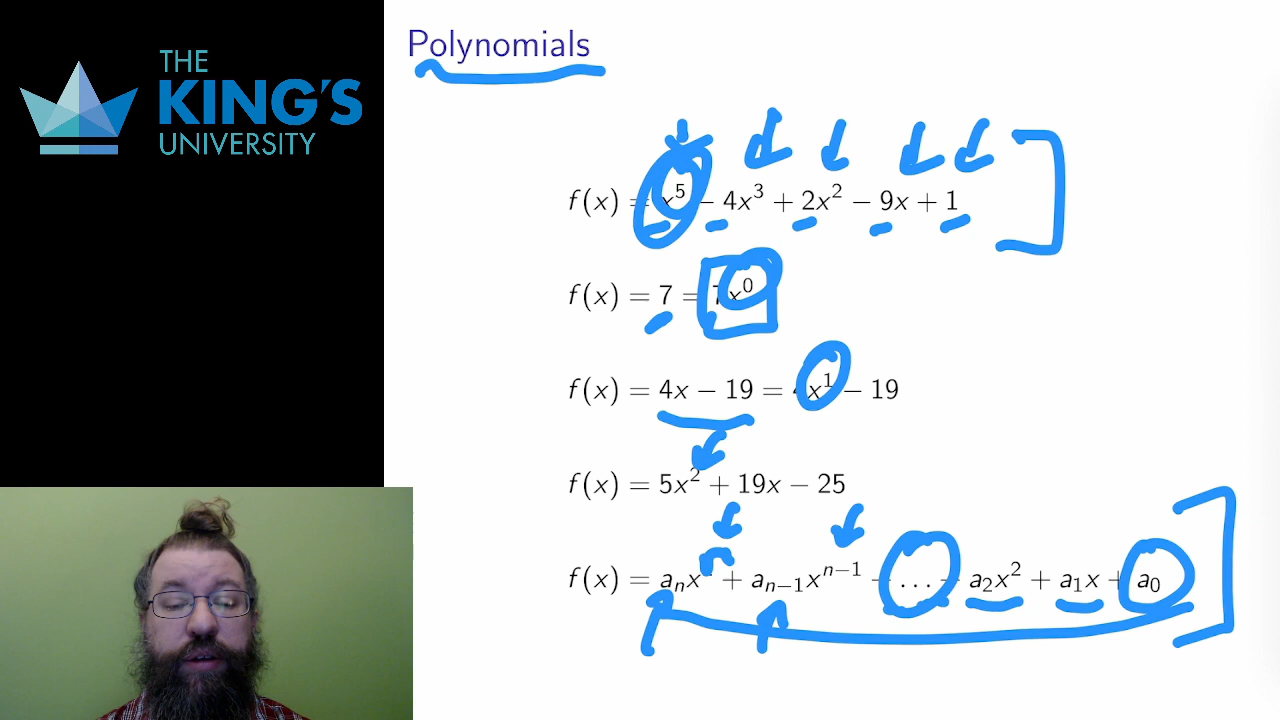 THE
KING'S
UNIVERSITY
Polynomials
f(x) = x⁵ − 4x³ + 2x² − 9x + 1
f(x) = 7 = 7x⁰
f(x) = 4x − 19 = 4x¹ − 19
f(x) = 5x² + 19x − 25
f(x) = aₙxⁿ + aₙ₋₁xⁿ⁻¹ + … + a₂x² + a₁x + a₀